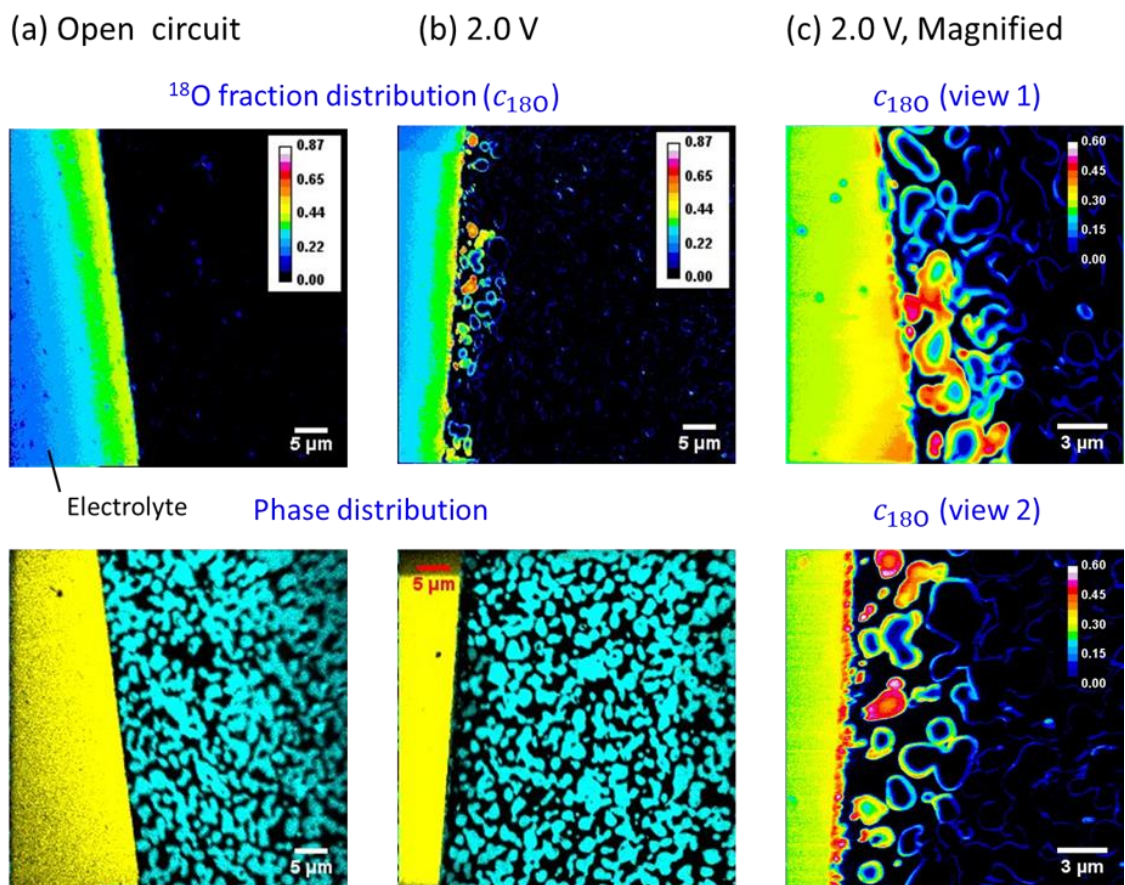 (a) Open circuit
(b) 2.0 V
(c) 2.0 V, Magnified
¹⁸O fraction distribution (c₁₈O)
c₁₈O (view 1)
0.87
0.65
0.44
0.22
0.00
5 µm
0.87
0.65
0.44
0.22
0.00
5 µm
0.60
0.45
0.30
0.15
0.00
3 µm
Electrolyte
Phase distribution
c₁₈O (view 2)
5 µm
5 µm
0.60
0.45
0.30
0.15
0.00
3 µm